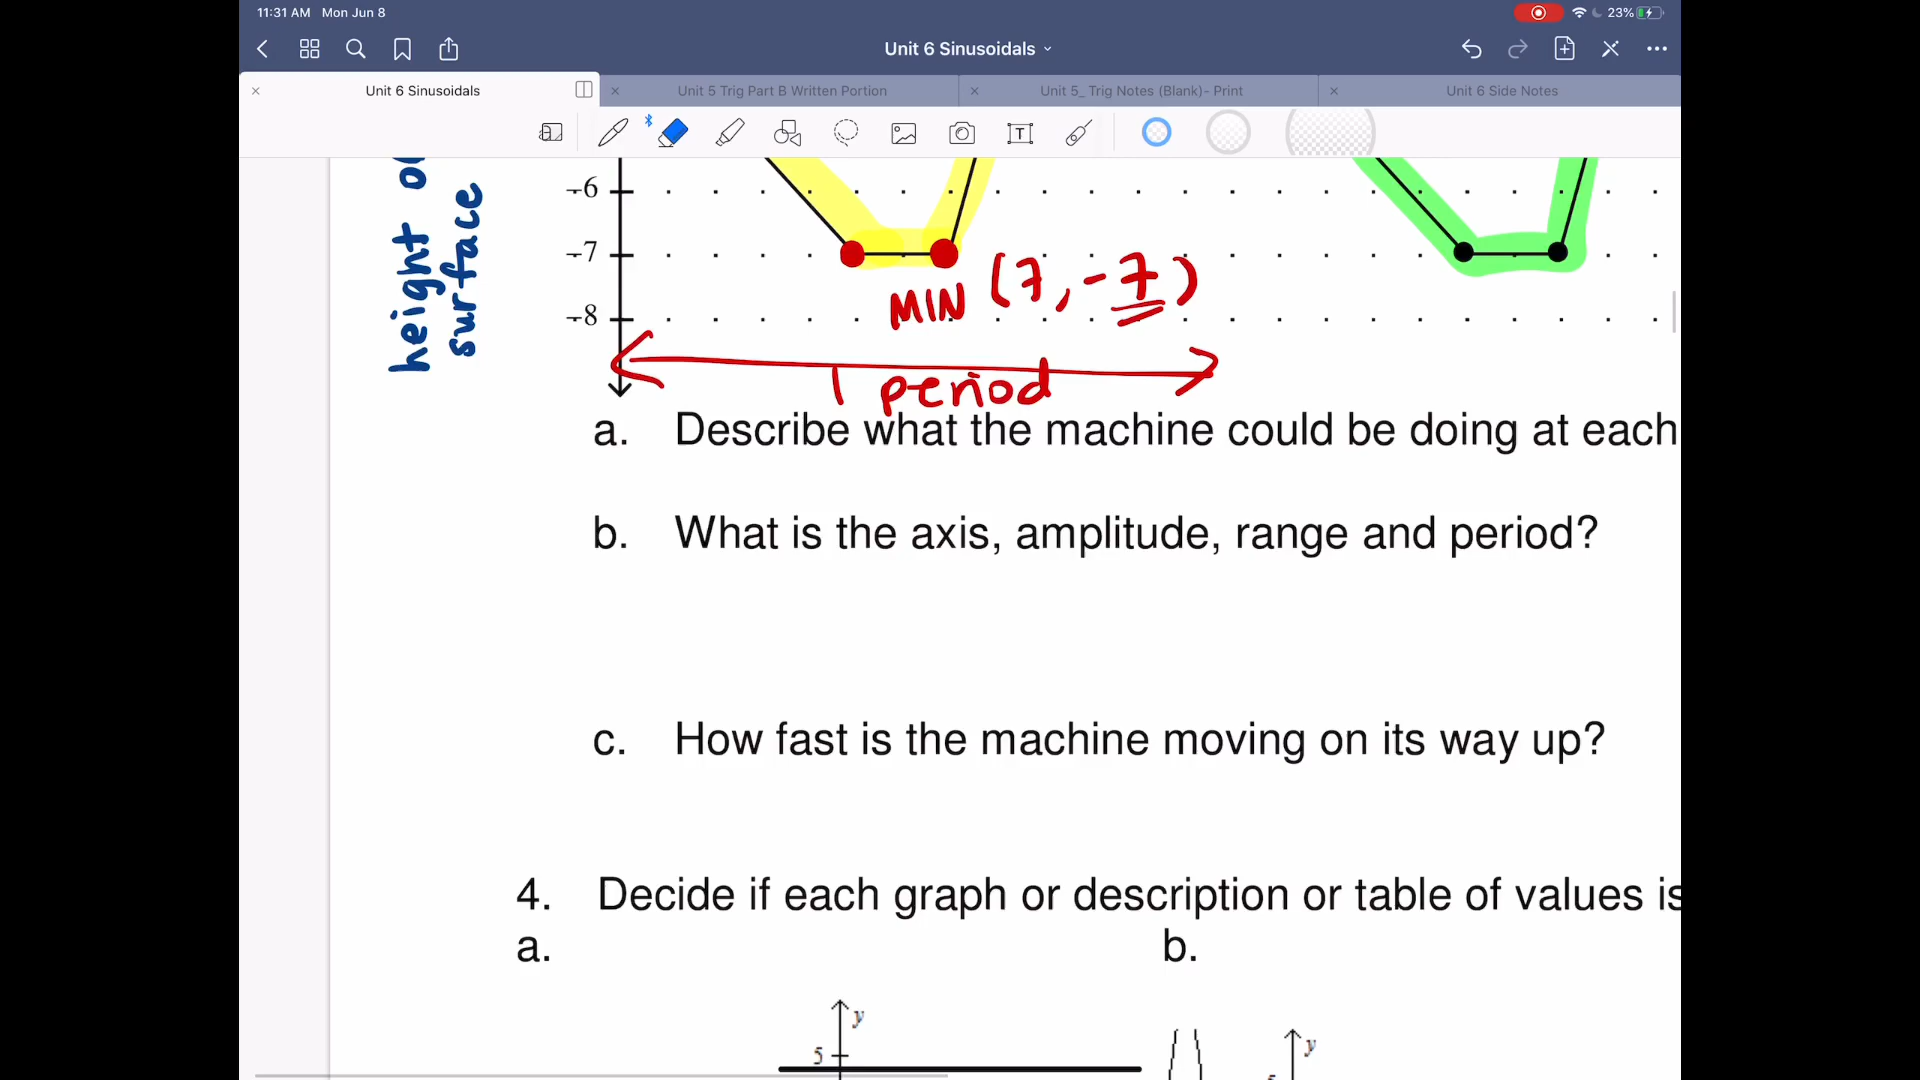 11:31 AM Mon Jun 8
23%
Unit 6 Sinusoidals
Unit 6 Sinusoidals
Unit 5 Trig Part B Written Portion
Unit 5_ Trig Notes (Blank)- Print
Unit 6 Side Notes
height
surface
-6
-7
-8
MIN (7, -7)
1 period
a. Describe what the machine could be doing at each
b. What is the axis, amplitude, range and period?
c. How fast is the machine moving on its way up?
4. Decide if each graph or description or table of values is
a. b.
y
5
y